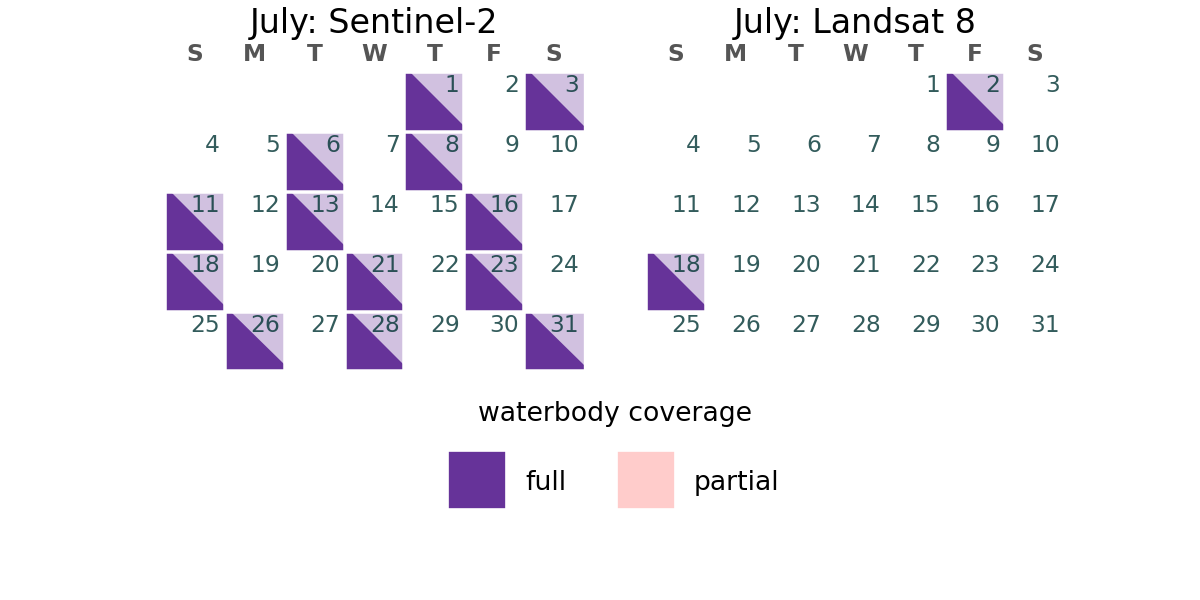 July: Sentinel-2
S M T W T F S
1 2 3
4 5 6 7 8 9 10
11 12 13 14 15 16 17
18 19 20 21 22 23 24
25 26 27 28 29 30 31
July: Landsat 8
S M T W T F S
1 2 3
4 5 6 7 8 9 10
11 12 13 14 15 16 17
18 19 20 21 22 23 24
25 26 27 28 29 30 31
waterbody coverage
full partial